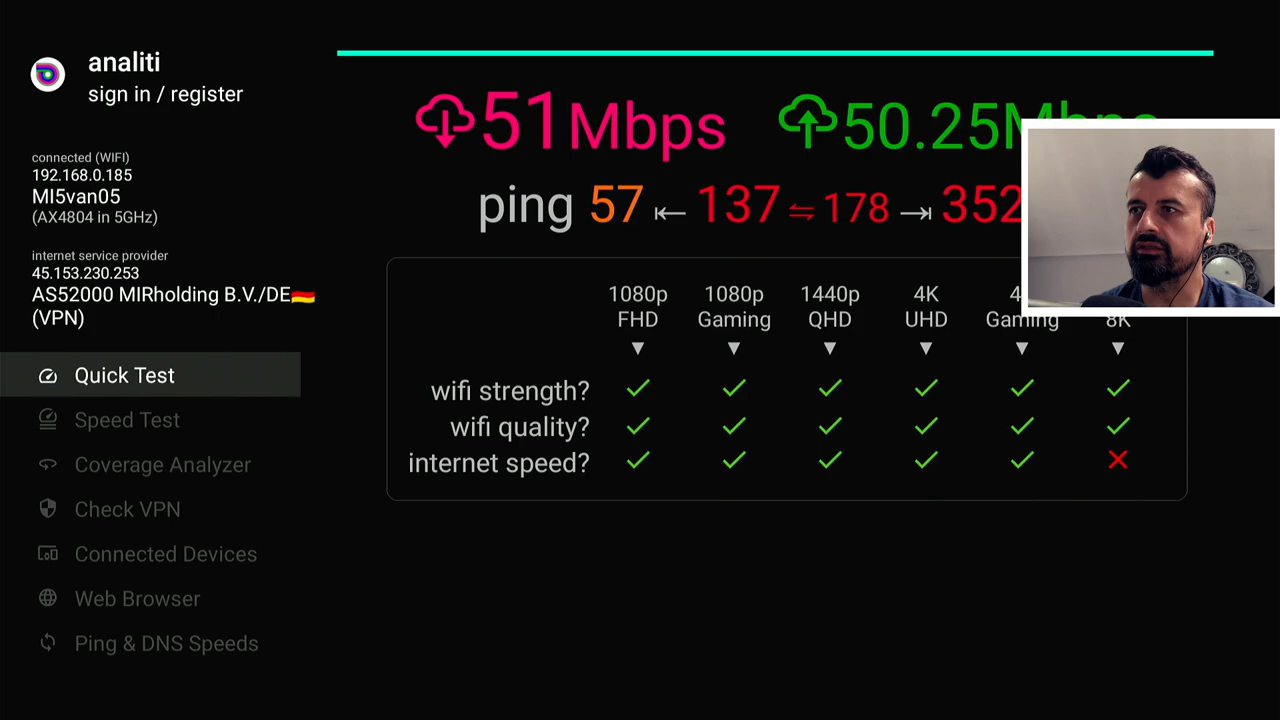 analiti
sign in / register
connected (WIFI)
192.168.0.185
MI5van05
(AX4804 in 5GHz)
internet service provider
45.153.230.253
AS52000 MIRholding B.V./DE🇩🇪
(VPN)
Quick Test
Speed Test
Coverage Analyzer
Check VPN
Connected Devices
Web Browser
Ping & DNS Speeds
51Mbps 50.25Mbps
ping 57 137 178 352
1080p 1080p 1440p 4K 4
FHD Gaming QHD UHD Gaming 8K
wifi strength?
wifi quality?
internet speed?